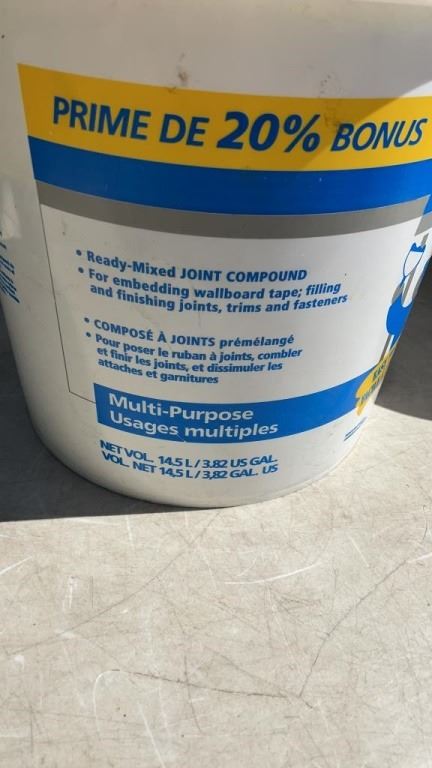 PRIME DE 20% BONUS
• Ready-Mixed JOINT COMPOUND
• For embedding wallboard tape; filling
and finishing joints, trims and fasteners
• COMPOSÉ À JOINTS prémélangé
• Pour poser le ruban à joints, combler
et finir les joints, et dissimuler les
attaches et garnitures
Multi-Purpose
Usages multiples
NET VOL. 14.5 L / 3.82 US GAL.
VOL. NET 14,5 L / 3,82 GAL. US